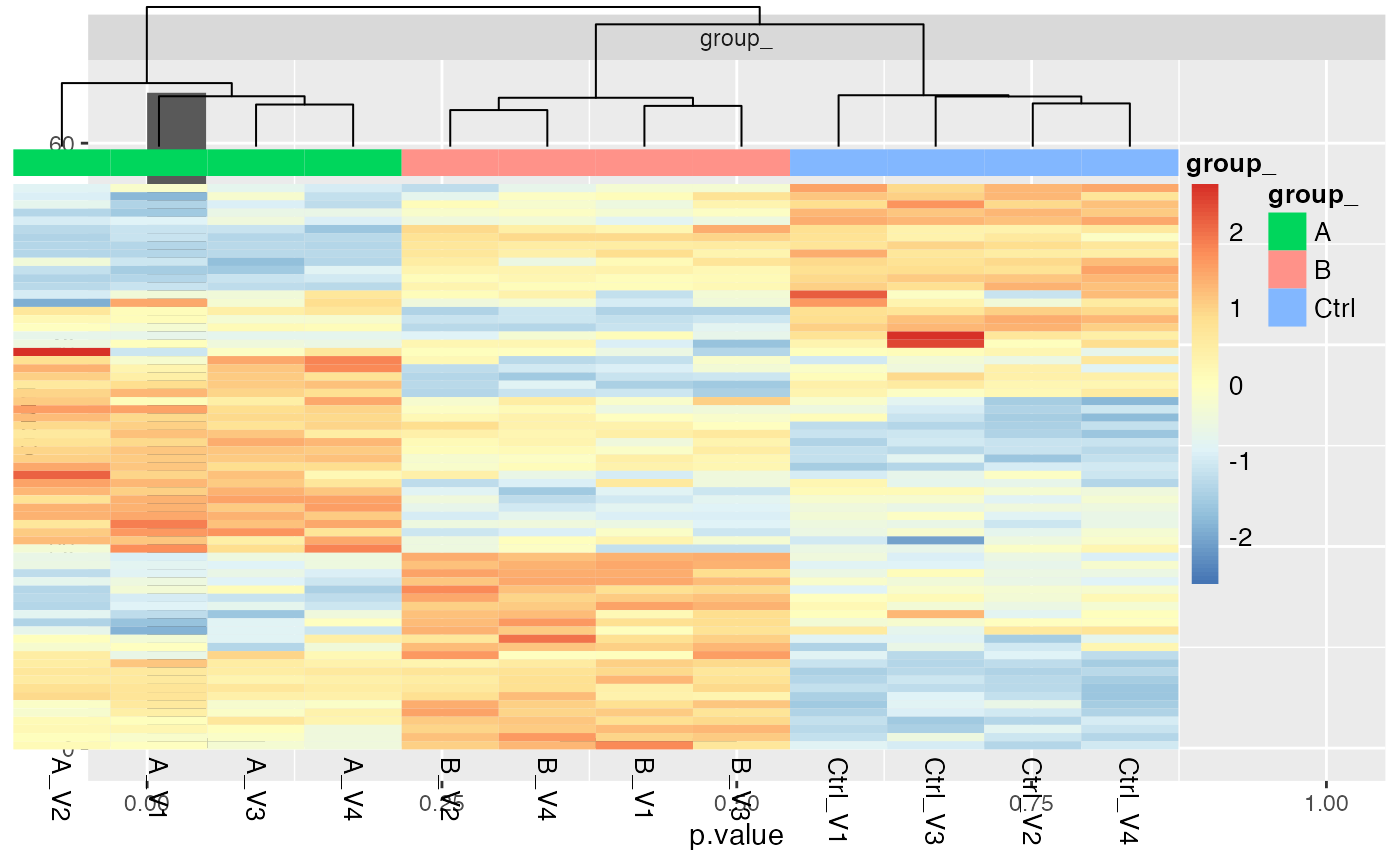 group_
60
group_
2
1
0
-1
-2
group_
A
B
Ctrl
0
A_V2
A_V1
A_V3
A_V4
B_V2
B_V4
B_V1
B_V3
Ctrl_V1
Ctrl_V3
Ctrl_V2
Ctrl_V4
0.00
0.25
0.50
0.75
1.00
p.value